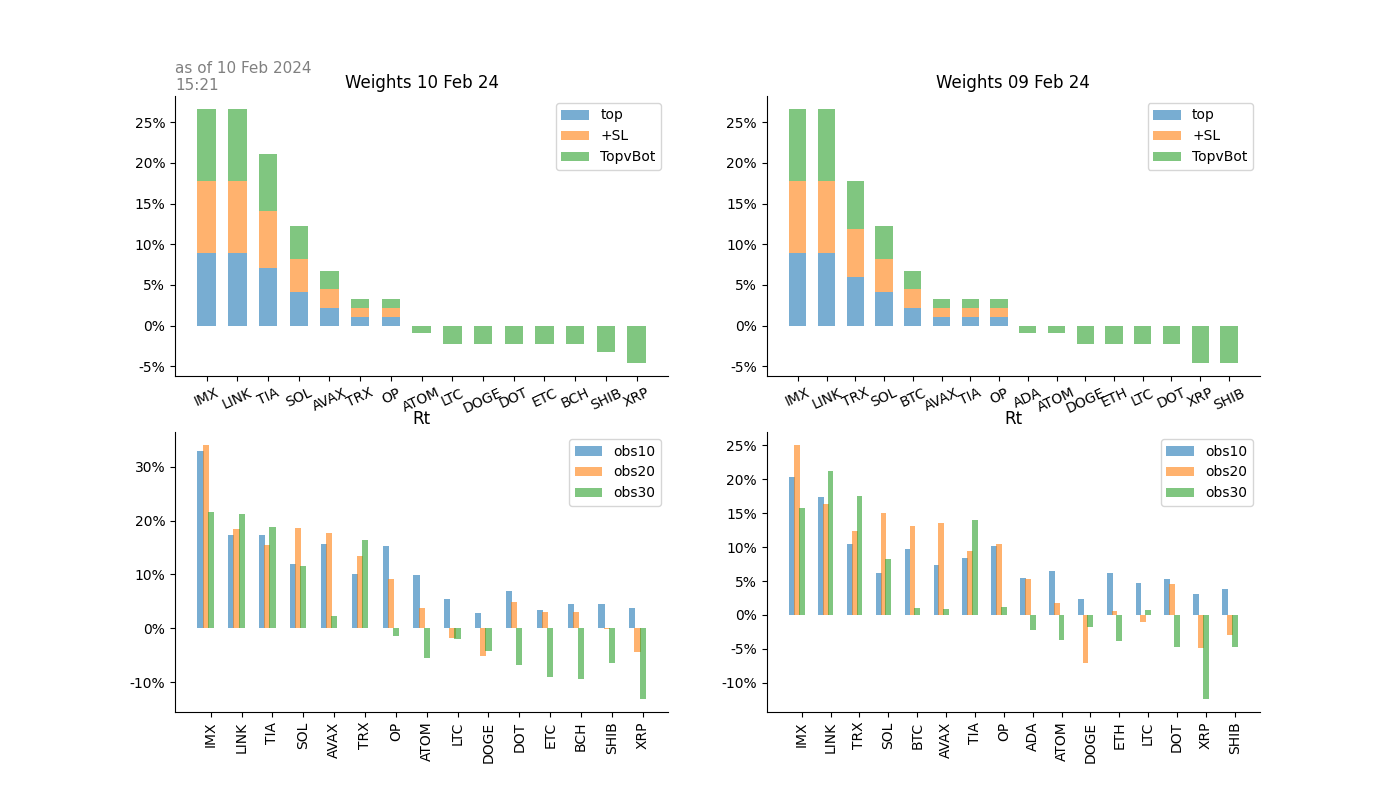 as of 10 Feb 2024
15:21
Weights 10 Feb 24
25%
20%
15%
10%
5%
0%
-5%
top
+SL
TopvBot
IMX LINK TIA SOL AVAX TRX OP ATOM LTC DOGE DOT ETC BCH SHIB XRP
Weights 09 Feb 24
25%
20%
15%
10%
5%
0%
-5%
top
+SL
TopvBot
IMX LINK TRX SOL BTC AVAX TIA OP ADA ATOM DOGE ETH LTC DOT XRP SHIB
Rt
30%
20%
10%
0%
-10%
obs10
obs20
obs30
IMX LINK TIA SOL AVAX TRX OP ATOM LTC DOGE DOT ETC BCH SHIB XRP
Rt
25%
20%
15%
10%
5%
0%
-5%
-10%
obs10
obs20
obs30
IMX LINK TRX SOL BTC AVAX TIA OP ADA ATOM DOGE ETH LTC DOT XRP SHIB